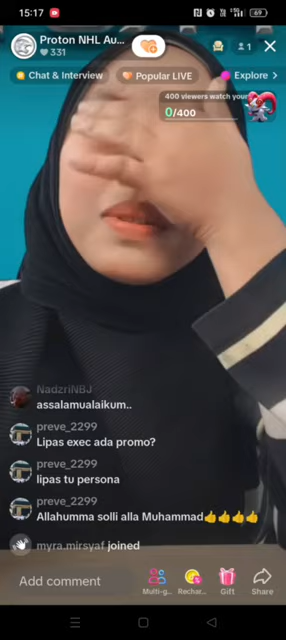 15:17
69
Proton NHL Au...
331
1
Chat & Interview
Popular LIVE
Explore >
400 viewers watch your
0/400
NadzriNBJ
assalamualaikum..
preve_2299
Lipas exec ada promo?
preve_2299
lipas tu persona
preve_2299
Allahumma solli alla Muhammad👍👍👍👍
myra.mirsyaf joined
Add comment
Multi-g...
Rechar...
Gift
Share